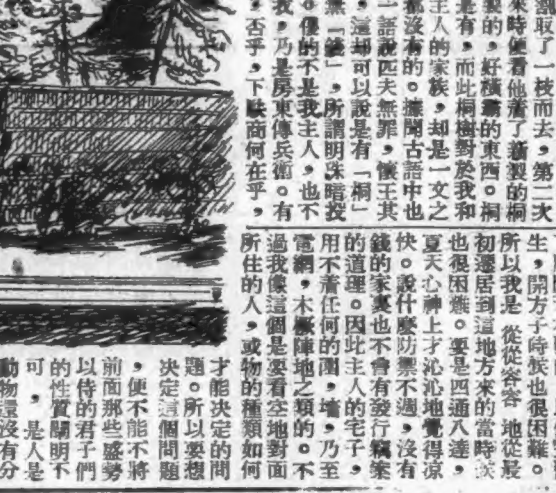 瀏取了一枝而去，第二天
來時便看他着了新製的桐
製的，好橫霸的東西。桐
是有，而此桐樹對於我和
主人的家族，却是一文之
都沒有的。據聞古語中也
一語說匹夫無罪，懷玉其
，這却可以說是有「桐」
無「錢」，所謂明珠暗投
。優的不是我主人，也不
我，乃是房東傳兵衛。有
，否乎，下駄商何在乎，
生，開方子時候也很困難。
所以我是 從從容容 地從最
初遷居到這地方來的當時
也很困難。要是四通八達，
夏天心神上才沁沁地覺得涼
快。說什麼防禦不週，沒有
錢的家裏也不會有發行竊案
的道理。因此主人的宅子，
用不着任何的圍，墻，乃至
電網，木橛陣地之類的。不
過我像這個是要看空地對面
所住的人，或物的種類如何
才能決定的問
題。所以要想
決定這個問題
，便不能不將
前面那些盛勢
以侍的君子們
的性質闡明不
可，是人是
動物還沒有分